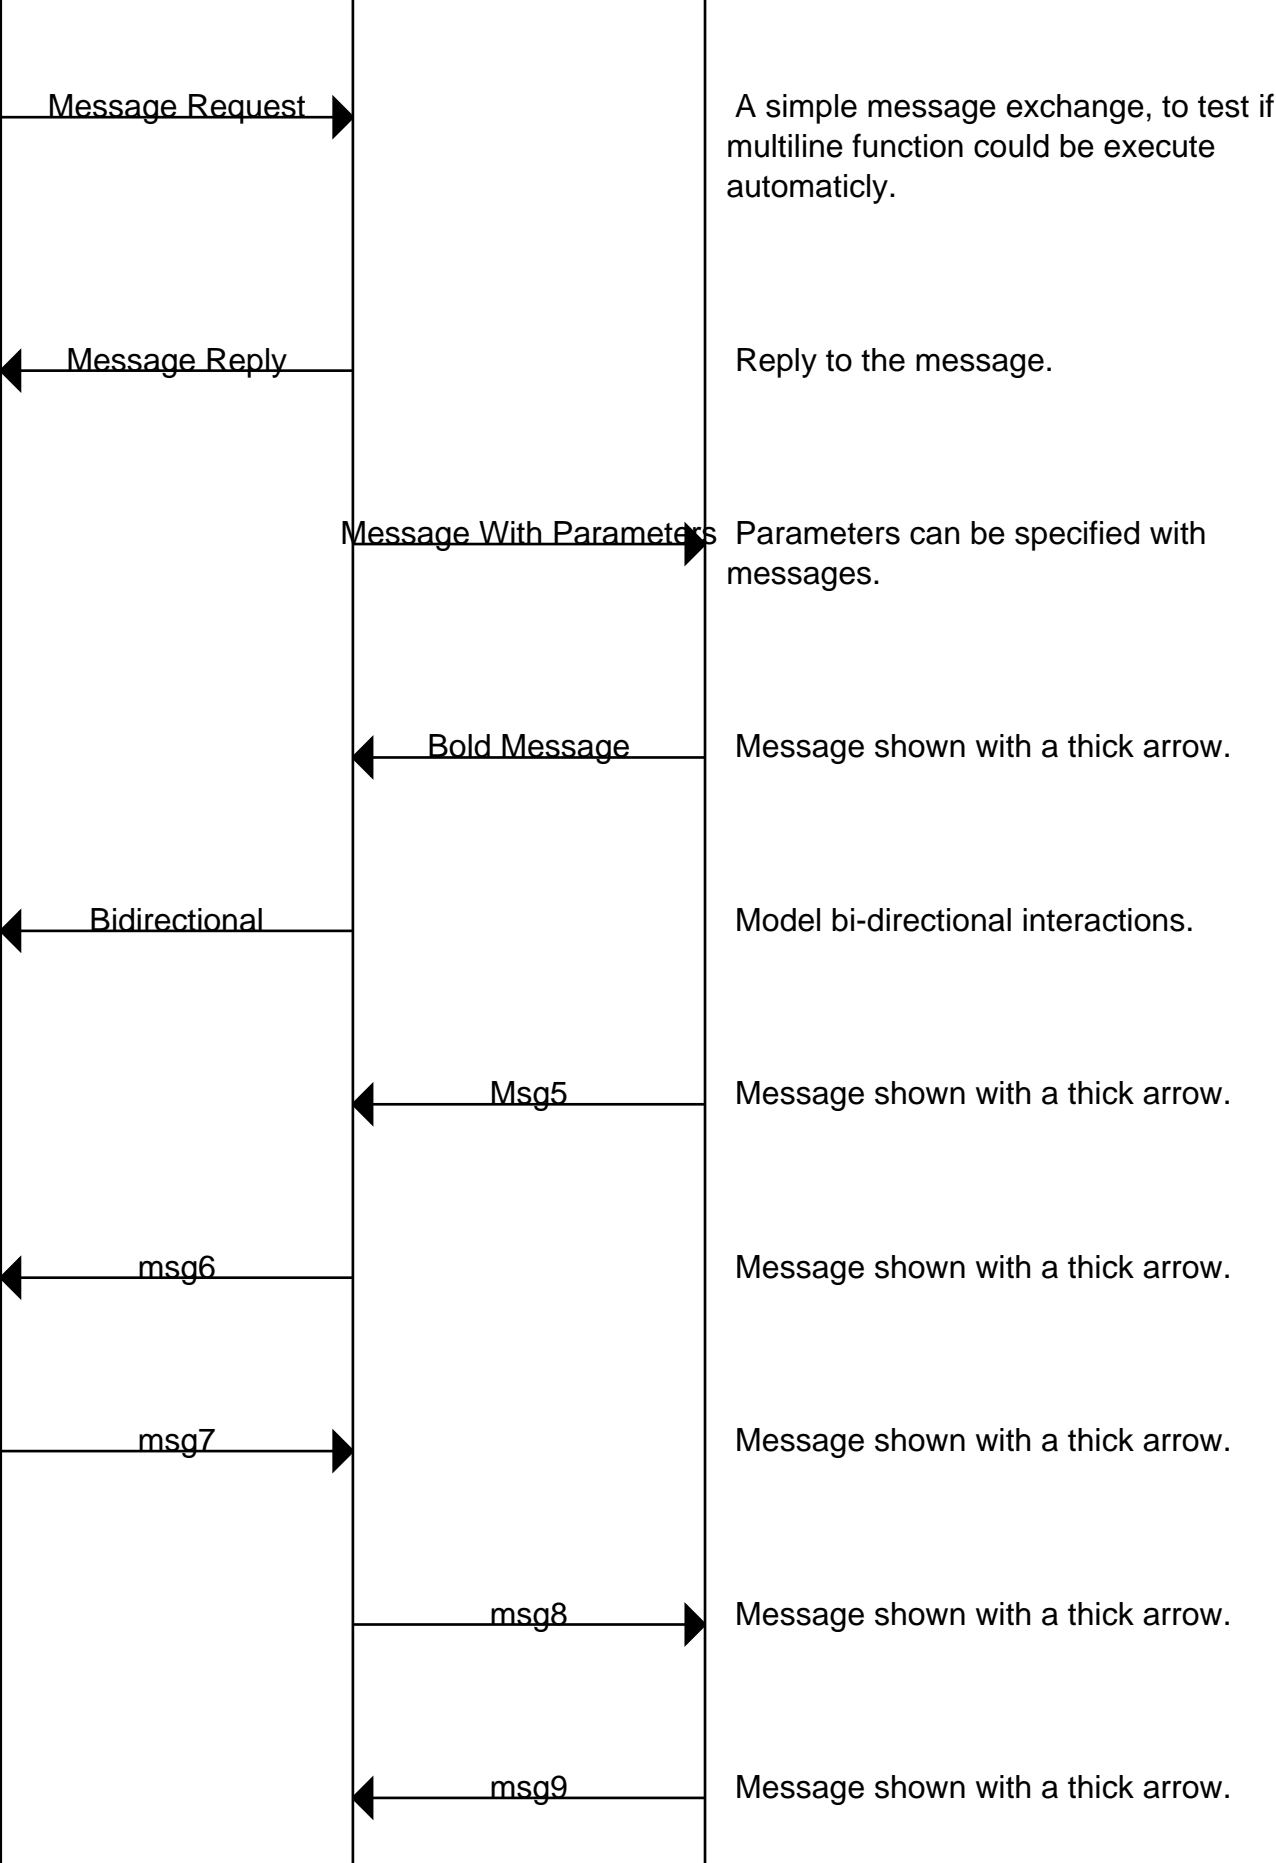 Message Request
A simple message exchange, to test if
multiline function could be execute
automaticly.
Message Reply
Reply to the message.
Message With Parameters
Parameters can be specified with
messages.
Bold Message
Message shown with a thick arrow.
Bidirectional
Model bi-directional interactions.
Msg5
Message shown with a thick arrow.
msg6
Message shown with a thick arrow.
msg7
Message shown with a thick arrow.
msg8
Message shown with a thick arrow.
msg9
Message shown with a thick arrow.